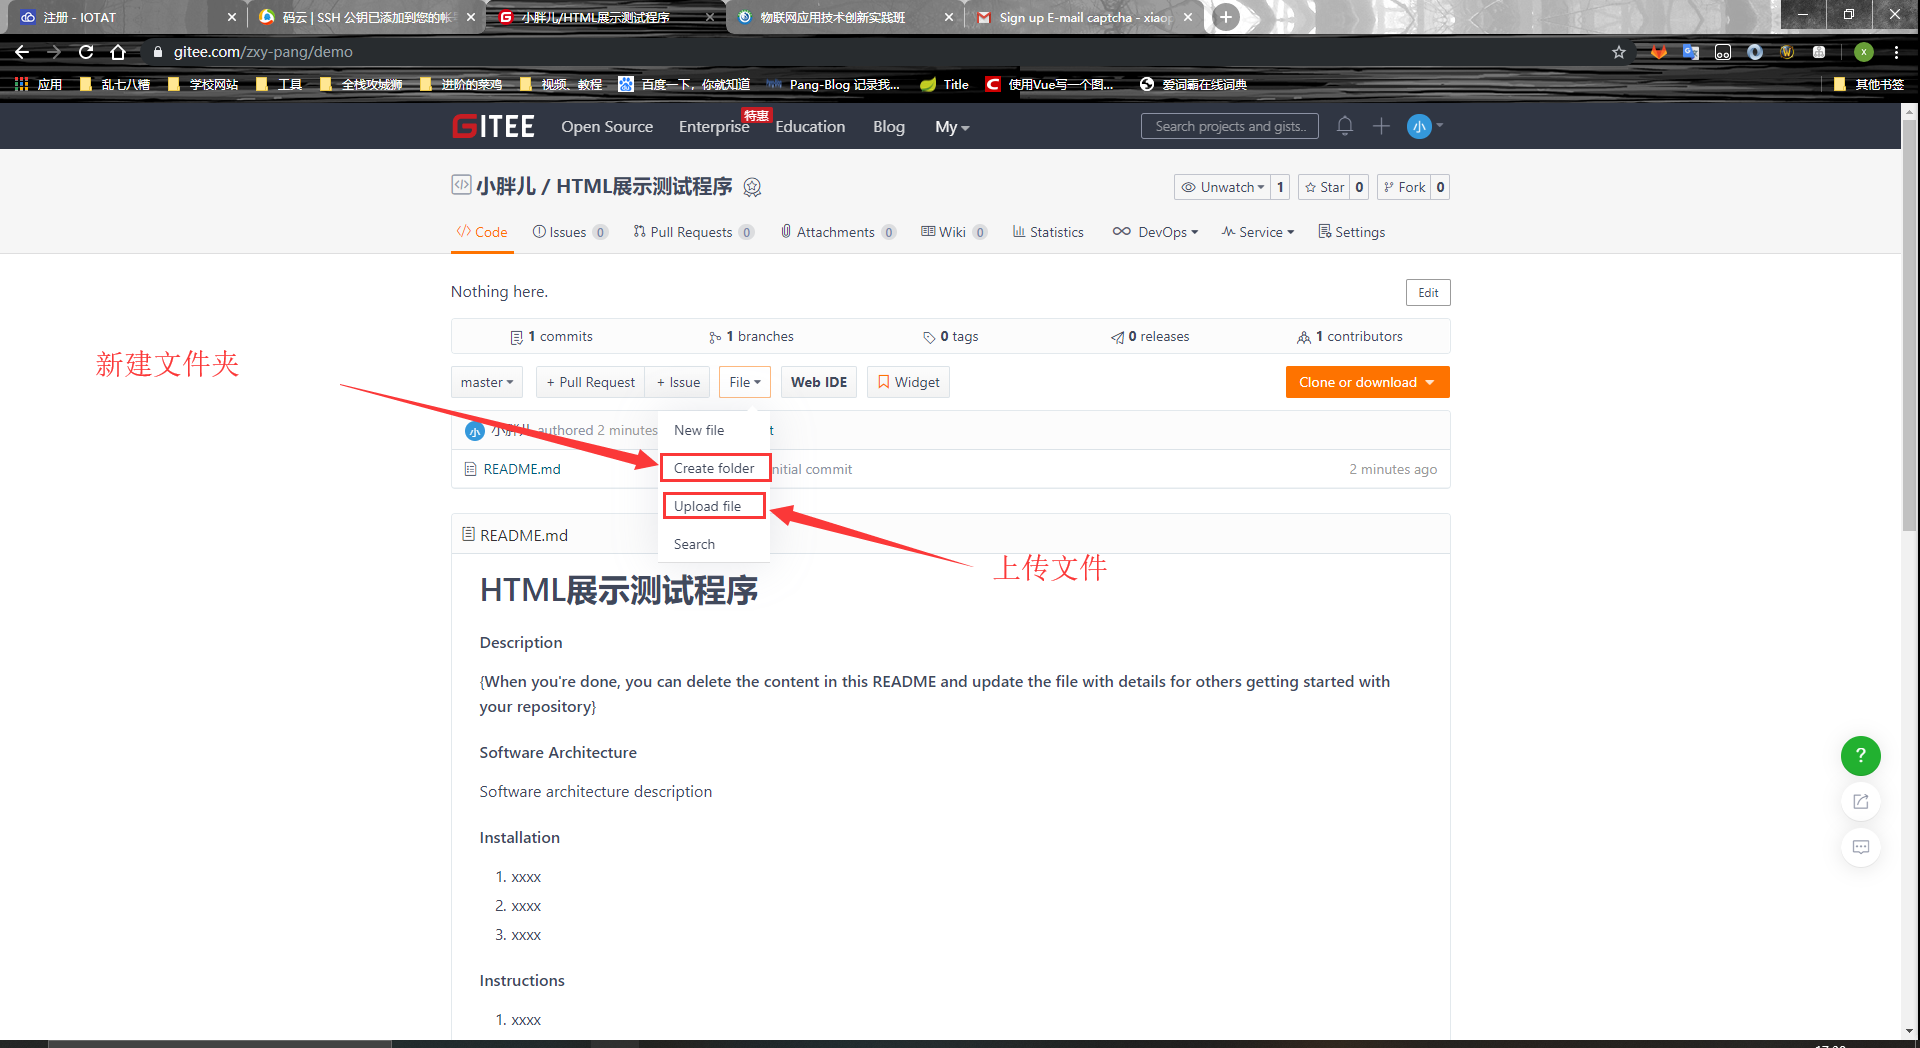 注册 - IOTAT
码云 | SSH 公钥已添加到您的帐
小胖儿/HTML展示测试程序
物联网应用技术创新实践班
Sign up E-mail captcha - xiaop
gitee.com/zxy-pang/demo
应用
乱七八糟
学校网站
工具
全栈攻城狮
进阶的菜鸡
视频、教程
百度一下，你就知道
Pang-Blog 记录我...
Title
使用Vue写一个图...
爱词霸在线词典
其他书签
GITEE
Open Source
Enterprise
特惠
Education
Blog
My
Search projects and gists..
小
小胖儿 / HTML展示测试程序
Unwatch 1
Star 0
Fork 0
Code
Issues 0
Pull Requests 0
Attachments 0
Wiki 0
Statistics
DevOps
Service
Settings
Nothing here.
Edit
1 commits
1 branches
0 tags
0 releases
1 contributors
新建文件夹
master
+ Pull Request
+ Issue
File
Web IDE
Widget
Clone or download
小
小胖儿 authored 2 minutes
t
New file
Create folder
Upload file
Search
README.md
nitial commit
2 minutes ago
上传文件
README.md
HTML展示测试程序
Description
{When you're done, you can delete the content in this README and update the file with details for others getting started with
your repository}
Software Architecture
Software architecture description
Installation
1. xxxx
2. xxxx
3. xxxx
Instructions
1. xxxx
?